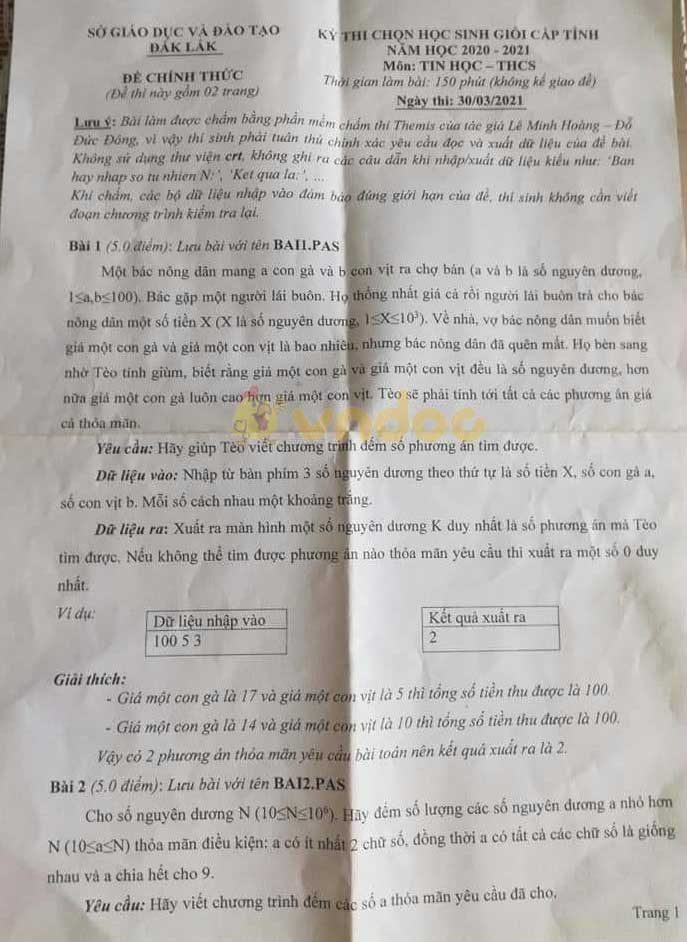 SỞ GIÁO DỤC VÀ ĐÀO TẠO
ĐẮK LẮK
KỲ THI CHỌN HỌC SINH GIỎI CẤP TỈNH
NĂM HỌC 2020 - 2021
Môn: TIN HỌC – THCS
ĐỀ CHÍNH THỨC
(Đề thi này gồm 02 trang)
Thời gian làm bài: 150 phút (không kể giao đề)
Ngày thi: 30/03/2021
Lưu ý: Bài làm được chấm bằng phần mềm chấm thi Themis của tác giả Lê Minh Hoàng – Đỗ
Đức Đông, vì vậy thí sinh phải tuân thủ chính xác yêu cầu đọc và xuất dữ liệu của đề bài.
Không sử dụng thư viện crt, không ghi ra các câu dẫn khi nhập/xuất dữ liệu kiểu như: 'Ban
hay nhap so tu nhien N:', 'Ket qua la:', ...
Khi chấm, các bộ dữ liệu nhập vào đảm bảo đúng giới hạn của đề, thí sinh không cần viết
đoạn chương trình kiểm tra lại.
Bài 1 (5.0 điểm): Lưu bài với tên BAI1.PAS
Một bác nông dân mang a con gà và b con vịt ra chợ bán (a và b là số nguyên dương,
1≤a,b≤100). Bác gặp một người lái buôn. Họ thống nhất giá cả rồi người lái buôn trả cho bác
nông dân một số tiền X (X là số nguyên dương, 1≤X≤10³). Về nhà, vợ bác nông dân muốn biết
giá một con gà và giá một con vịt là bao nhiêu, nhưng bác nông dân đã quên mất. Họ bèn sang
nhờ Tèo tính giùm, biết rằng giá một con gà và giá một con vịt đều là số nguyên dương, hơn
nữa giá một con gà luôn cao hơn giá một con vịt. Tèo sẽ phải tính tới tất cả các phương án giá
cả thỏa mãn.
vndoc
Yêu cầu: Hãy giúp Tèo viết chương trình đếm số phương án tìm được.
Dữ liệu vào: Nhập từ bàn phím 3 số nguyên dương theo thứ tự là số tiền X, số con gà a,
số con vịt b. Mỗi số cách nhau một khoảng trắng.
Dữ liệu ra: Xuất ra màn hình một số nguyên dương K duy nhất là số phương án mà Tèo
tìm được. Nếu không thể tìm được phương án nào thỏa mãn yêu cầu thì xuất ra một số 0 duy
nhất.
Ví dụ:
Dữ liệu nhập vào
Kết quả xuất ra
100 5 3
2
Giải thích:
- Giá một con gà là 17 và giá một con vịt là 5 thì tổng số tiền thu được là 100.
- Giá một con gà là 14 và giá một con vịt là 10 thì tổng số tiền thu được là 100.
Vậy có 2 phương án thỏa mãn yêu cầu bài toán nên kết quả xuất ra là 2.
Bài 2 (5.0 điểm): Lưu bài với tên BAI2.PAS
Cho số nguyên dương N (10≤N≤10⁶). Hãy đếm số lượng các số nguyên dương a nhỏ hơn
N (10≤a≤N) thỏa mãn điều kiện: a có ít nhất 2 chữ số, đồng thời a có tất cả các chữ số là giống
nhau và a chia hết cho 9.
Yêu cầu: Hãy viết chương trình đếm các số a thỏa mãn yêu cầu đã cho.
Trang 1